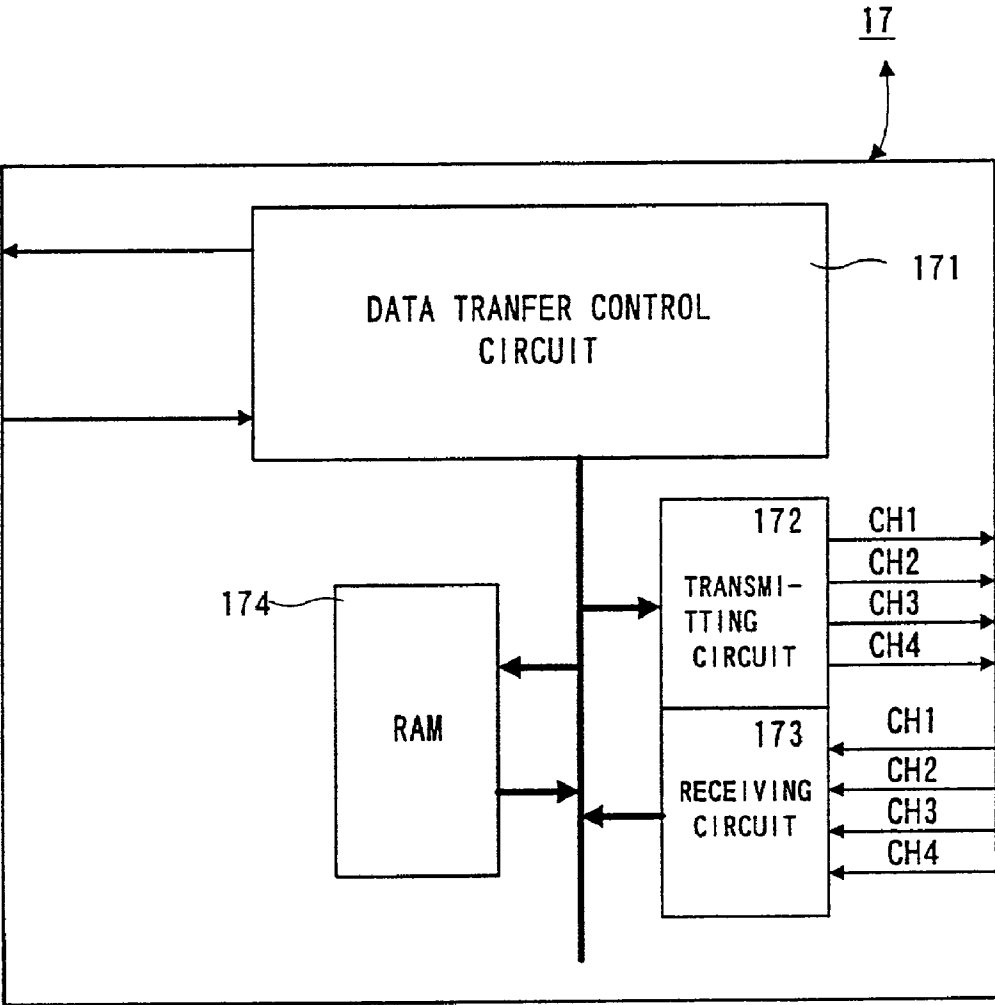 17
171
DATA TRANFER CONTROL
CIRCUIT
172
TRANSMI-
TTING
CIRCUIT
CH1
CH2
CH3
CH4
174
RAM
173
RECEIVING
CIRCUIT
CH1
CH2
CH3
CH4